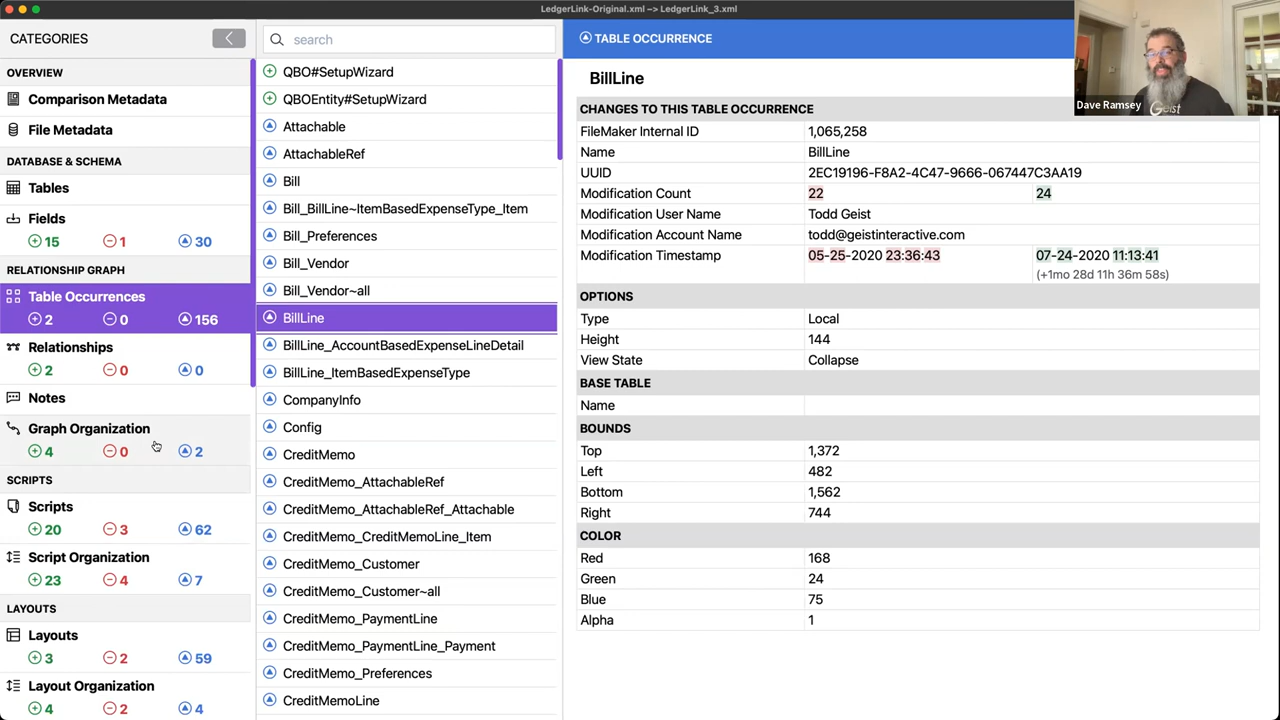 LedgerLink-Original.xml —> LedgerLink_3.xml
CATEGORIES
OVERVIEW
Comparison Metadata
File Metadata
DATABASE & SCHEMA
Tables
Fields
15 1 30
RELATIONSHIP GRAPH
Table Occurrences
2 0 156
Relationships
2 0 0
Notes
Graph Organization
4 0 2
SCRIPTS
Scripts
20 3 62
Script Organization
23 4 7
LAYOUTS
Layouts
3 2 59
Layout Organization
4 2 4
search
QBO#SetupWizard
QBOEntity#SetupWizard
Attachable
AttachableRef
Bill
Bill_BillLine~ItemBasedExpenseType_Item
Bill_Preferences
Bill_Vendor
Bill_Vendor~all
BillLine
BillLine_AccountBasedExpenseLineDetail
BillLine_ItemBasedExpenseType
CompanyInfo
Config
CreditMemo
CreditMemo_AttachableRef
CreditMemo_AttachableRef_Attachable
CreditMemo_CreditMemoLine_Item
CreditMemo_Customer
CreditMemo_Customer~all
CreditMemo_PaymentLine
CreditMemo_PaymentLine_Payment
CreditMemo_Preferences
CreditMemoLine
TABLE OCCURRENCE
BillLine
CHANGES TO THIS TABLE OCCURRENCE
FileMaker Internal ID 1,065,258
Name BillLine
UUID 2EC19196-F8A2-4C47-9666-067447C3AA19
Modification Count 22 24
Modification User Name Todd Geist
Modification Account Name todd@geistinteractive.com
Modification Timestamp 05-25-2020 23:36:43 07-24-2020 11:13:41
(+1mo 28d 11h 36m 58s)
OPTIONS
Type Local
Height 144
View State Collapse
BASE TABLE
Name
BOUNDS
Top 1,372
Left 482
Bottom 1,562
Right 744
COLOR
Red 168
Green 24
Blue 75
Alpha 1
Dave Ramsey
Geist